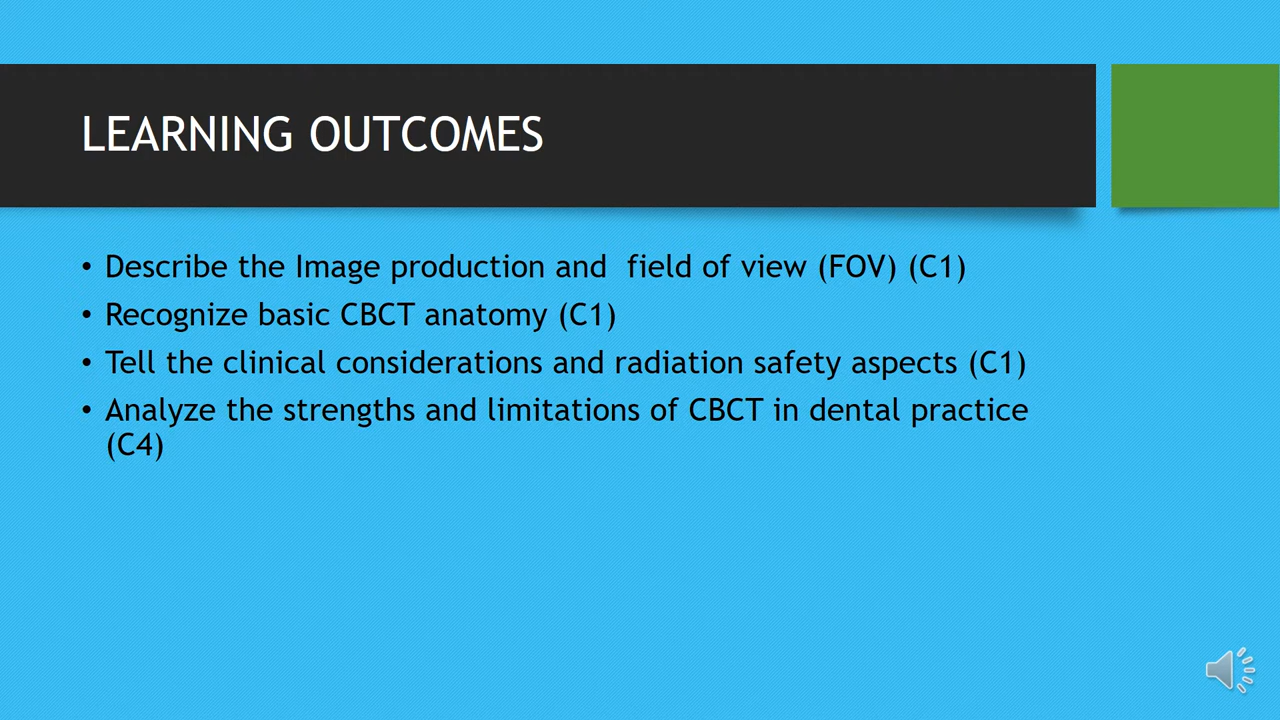 LEARNING OUTCOMES
• Describe the Image production and  field of view (FOV) (C1)
• Recognize basic CBCT anatomy (C1)
• Tell the clinical considerations and radiation safety aspects (C1)
• Analyze the strengths and limitations of CBCT in dental practice
(C4)